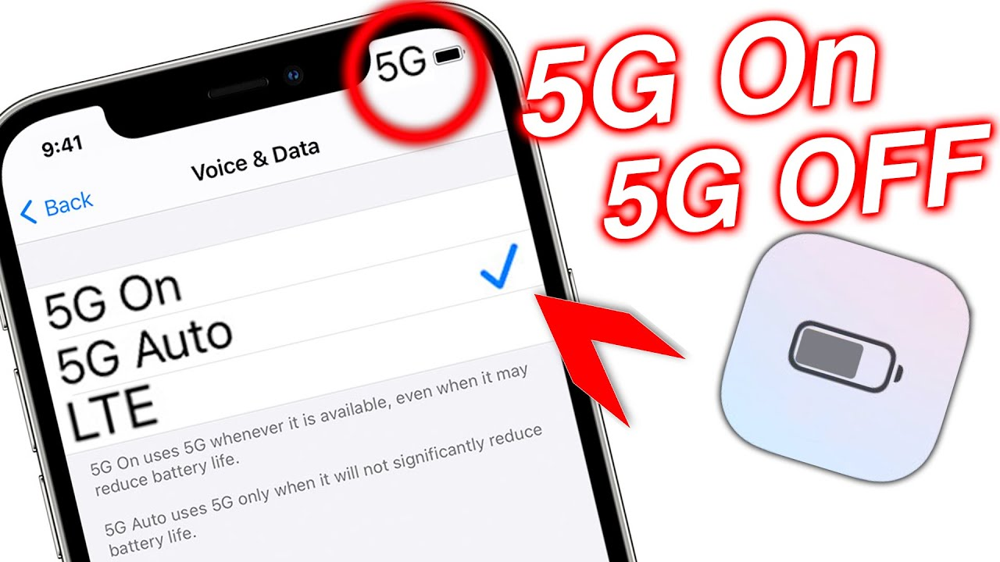 5G
5G On
5G OFF
9:41
Voice & Data
Back
5G On
5G Auto
LTE
5G On uses 5G whenever it is available, even when it may
reduce battery life.
5G Auto uses 5G only when it will not significantly reduce
battery life.